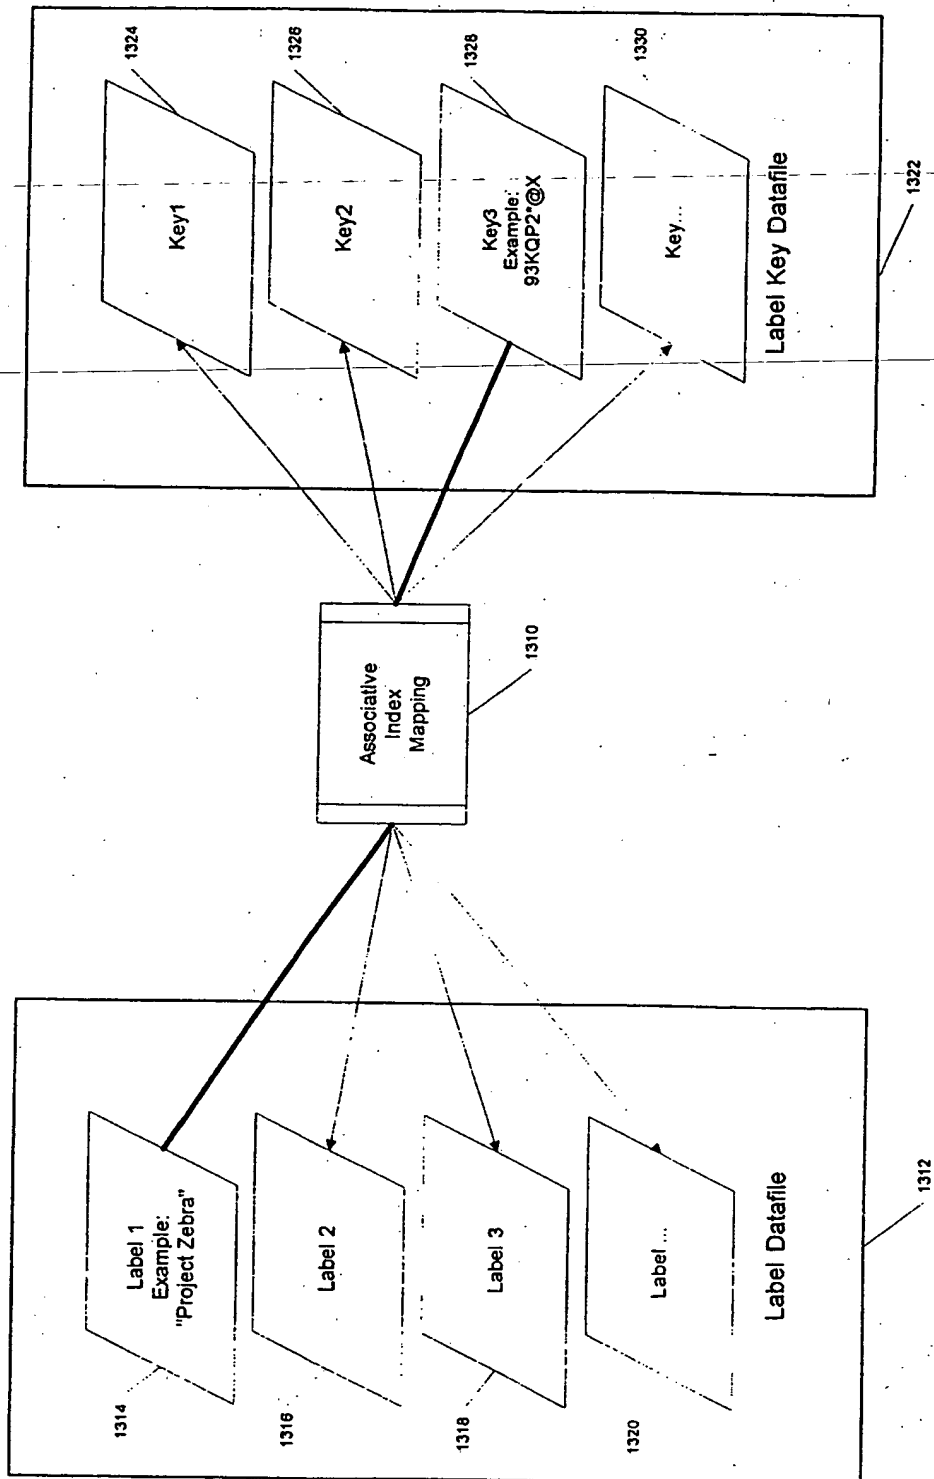 1314
Label 1
Example:
"Project Zebra"
1316
Label 2
1318
Label 3
1320
Label ...
Label Datafile
1312
Associative
Index
Mapping
1310
1324
Key1
1326
Key2
1328
Key3
Example:
93KQP2*@X
1330
Key...
Label Key Datafile
1322